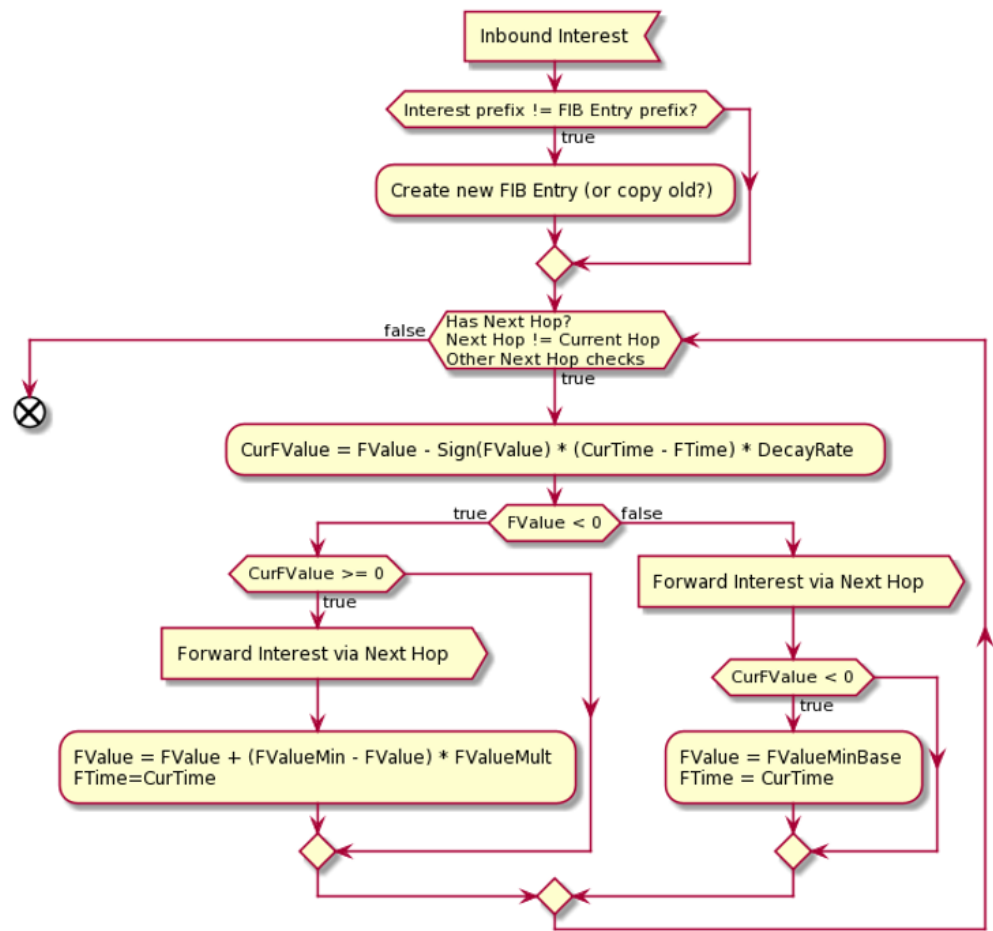 Inbound Interest
Interest prefix != FIB Entry prefix?
true
Create new FIB Entry (or copy old?)
false
Has Next Hop?
Next Hop != Current Hop
Other Next Hop checks
true
CurFValue = FValue - Sign(FValue) * (CurTime - FTime) * DecayRate
true
FValue < 0
false
CurFValue >= 0
true
Forward Interest via Next Hop
FValue = FValue + (FValueMin - FValue) * FValueMult
FTime=CurTime
Forward Interest via Next Hop
CurFValue < 0
true
FValue = FValueMinBase
FTime = CurTime